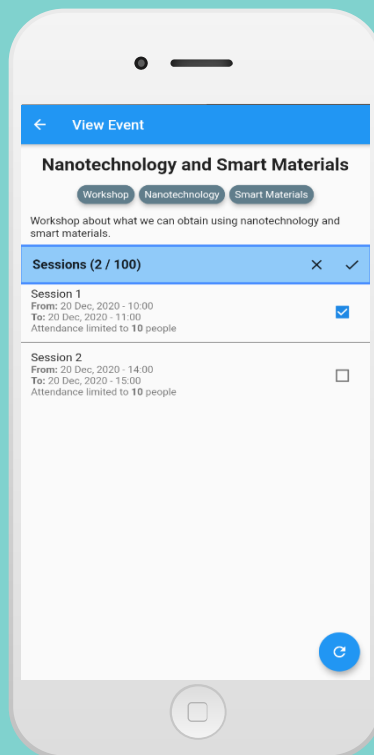 View Event
Nanotechnology and Smart Materials
Workshop Nanotechnology Smart Materials
Workshop about what we can obtain using nanotechnology and
smart materials.
Sessions (2 / 100)
Session 1
From: 20 Dec, 2020 - 10:00
To: 20 Dec, 2020 - 11:00
Attendance limited to 10 people
Session 2
From: 20 Dec, 2020 - 14:00
To: 20 Dec, 2020 - 15:00
Attendance limited to 10 people